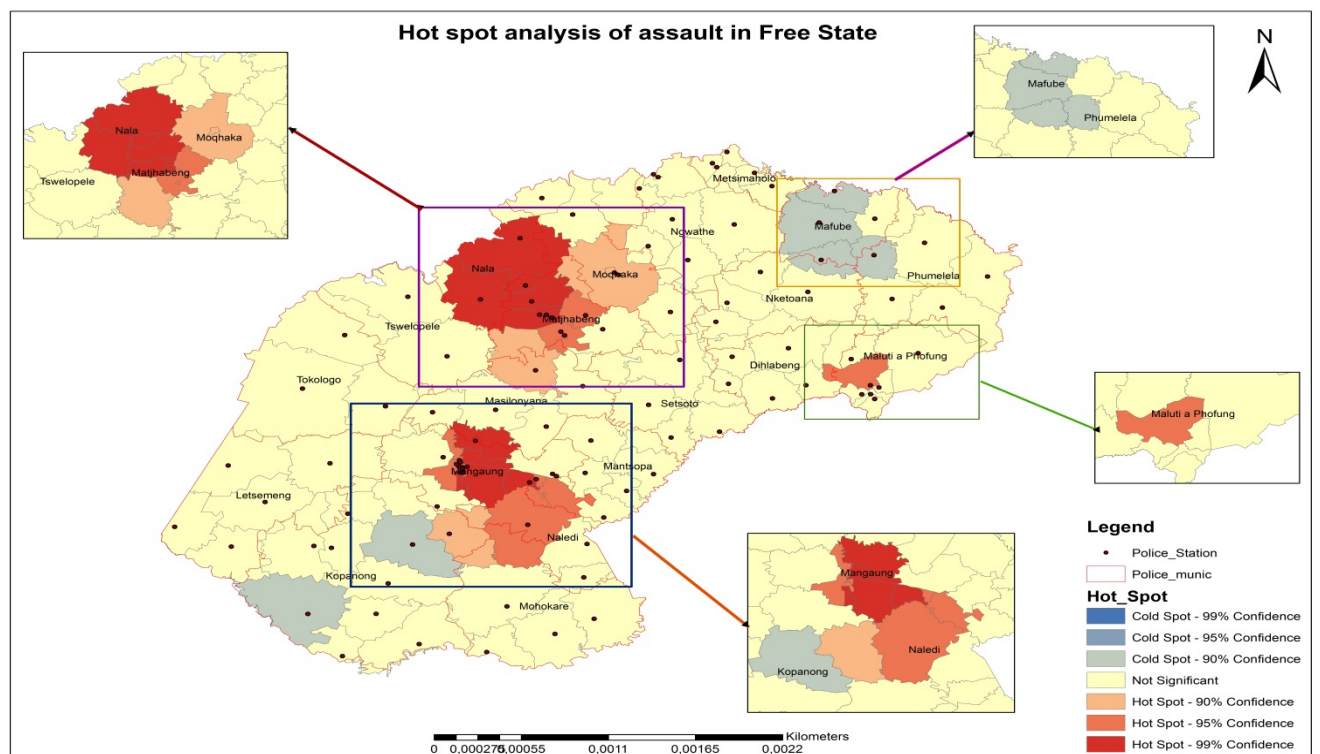 Hot spot analysis of assault in Free State
N
Nala
Moqhaka
Matjhabeng
Tswelopele
Mafube
Phumelela
Metsimaholo
Ngwathe
Mafube
Nala
Moqhaka
Phumelela
Nketoana
Tswelopele
Matjhabeng
Dihlabeng
Maluti a Phofung
Tokologo
Masilonyana
Setsoto
Maluti a Phofung
Mangaung
Mantsopa
Letsemeng
Naledi
Kopanong
Mohokare
Mangaung
Naledi
Kopanong
Legend
Police_Station
Police_munic
Hot_Spot
Cold Spot - 99% Confidence
Cold Spot - 95% Confidence
Cold Spot - 90% Confidence
Not Significant
Hot Spot - 90% Confidence
Hot Spot - 95% Confidence
Hot Spot - 99% Confidence
Kilometers
0 0,000275 0,00055 0,0011 0,00165 0,0022